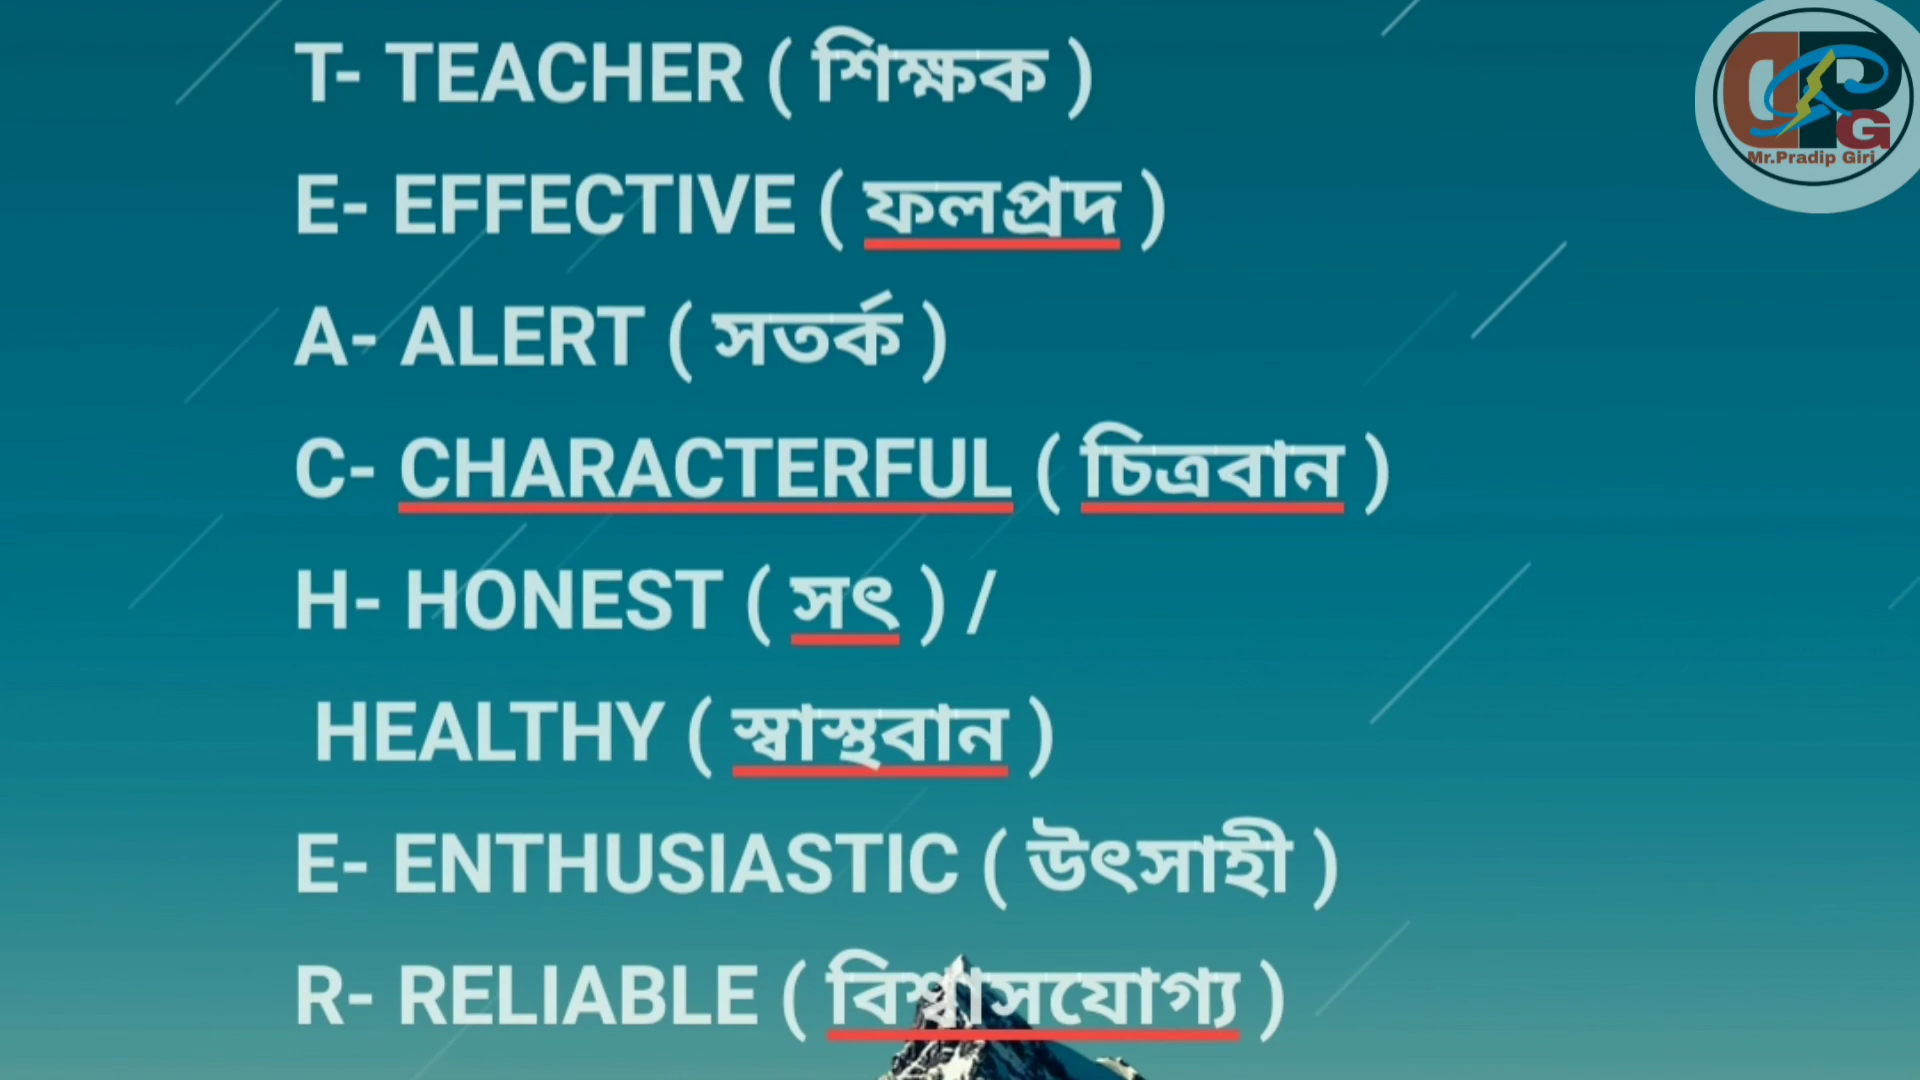 T- TEACHER ( শিক্ষক )
E- EFFECTIVE ( ফলপ্রদ )
A- ALERT ( সতর্ক )
C- CHARACTERFUL ( চিত্রবান )
H- HONEST ( সৎ ) /
HEALTHY ( স্বাস্থবান )
E- ENTHUSIASTIC ( উৎসাহী )
R- RELIABLE ( বিশ্বাসযোগ্য )
Mr.Pradip Giri